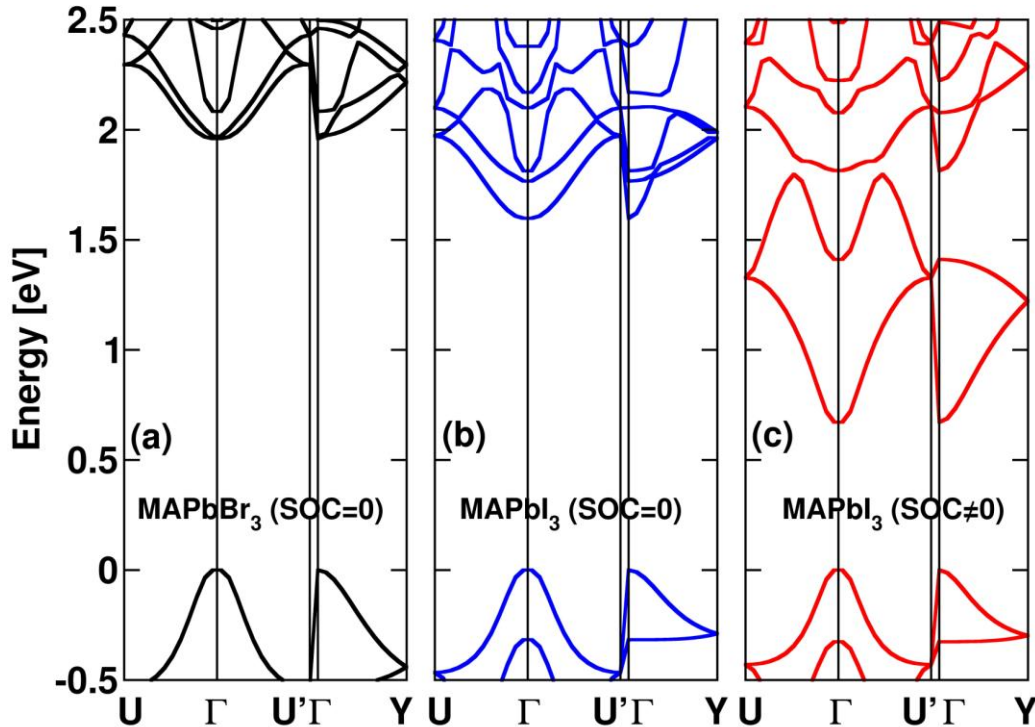 Energy [eV]
2.5
2
1.5
1
0.5
0
-0.5
(a)
(b)
(c)
MAPbBr₃ (SOC=0)
MAPbI₃ (SOC=0)
MAPbI₃ (SOC≠0)
U Γ U'Γ Y U Γ U'Γ Y U Γ U'Γ Y